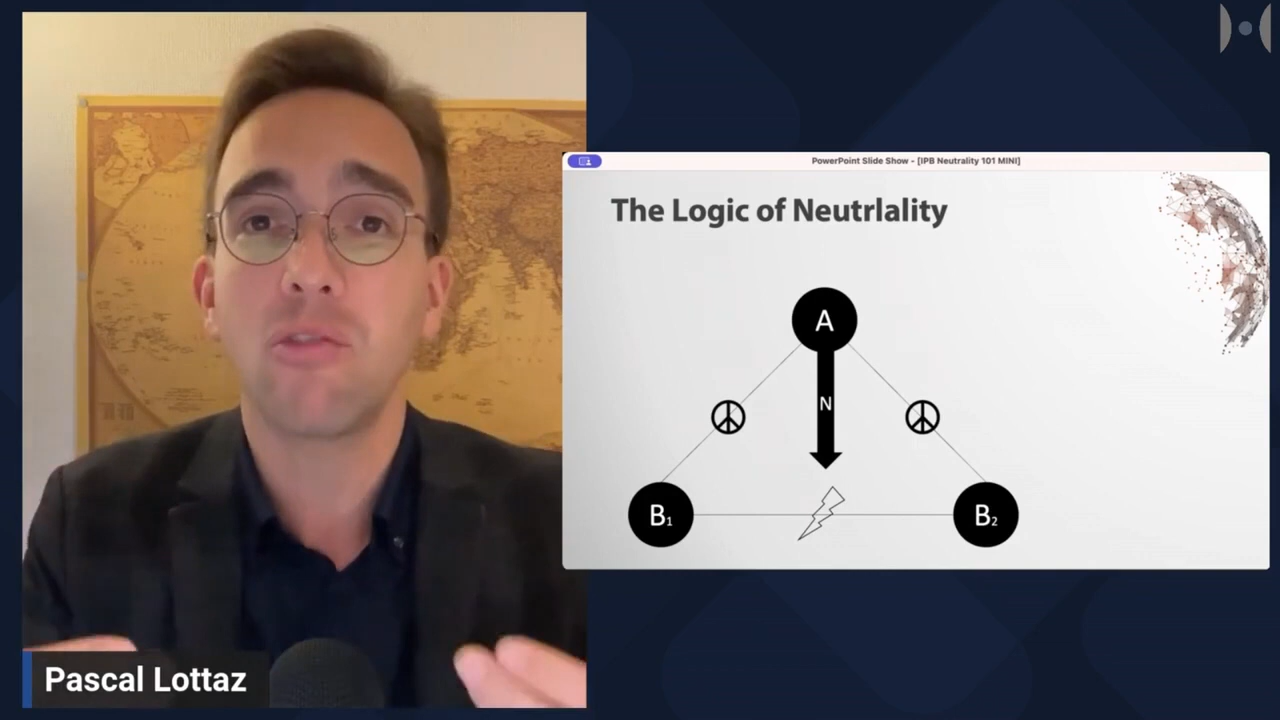 PowerPoint Slide Show - [IPB Neutrality 101 MINI]
The Logic of Neutrlality
A
N
B₁
B₂
Pascal Lottaz